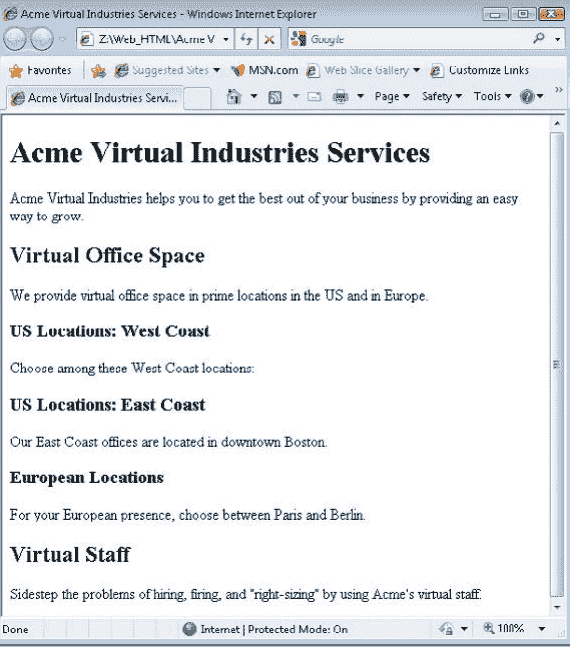 Acme Virtual Industries Services - Windows Internet Explorer
Z:\Web_HTML\Acme V
Google
Favorites Suggested Sites MSN.com Web Slice Gallery Customize Links
Acme Virtual Industries Servi...
Page Safety Tools
Acme Virtual Industries Services
Acme Virtual Industries helps you to get the best out of your business by providing an easy
way to grow.
Virtual Office Space
We provide virtual office space in prime locations in the US and in Europe.
US Locations: West Coast
Choose among these West Coast locations:
US Locations: East Coast
Our East Coast offices are located in downtown Boston.
European Locations
For your European presence, choose between Paris and Berlin.
Virtual Staff
Sidestep the problems of hiring, firing, and "right-sizing" by using Acme's virtual staff.
Done Internet | Protected Mode: On 100%